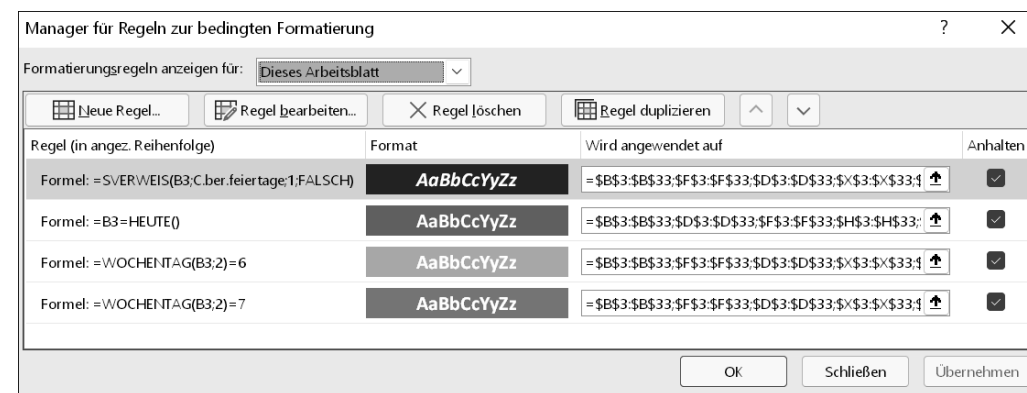 Manager für Regeln zur bedingten Formatierung ?
Formatierungsregeln anzeigen für: Dieses Arbeitsblatt
Neue Regel... Regel bearbeiten... Regel löschen Regel duplizieren
Regel (in angez. Reihenfolge) Format Wird angewendet auf Anhalten
Formel: =SVERWEIS(B3;C.ber.feiertage;1;FALSCH) AaBbCcYyZz =$B$3:$B$33;$F$3:$F$33;$D$3:$D$33;$X$3:$X$33;$
Formel: =B3=HEUTE() AaBbCcYyZz =$B$3:$B$33;$D$3:$D$33;$F$3:$F$33;$H$3:$H$33;
Formel: =WOCHENTAG(B3;2)=6 AaBbCcYyZz =$B$3:$B$33;$F$3:$F$33;$D$3:$D$33;$X$3:$X$33;$
Formel: =WOCHENTAG(B3;2)=7 AaBbCcYyZz =$B$3:$B$33;$F$3:$F$33;$D$3:$D$33;$X$3:$X$33;$
OK Schließen Übernehmen